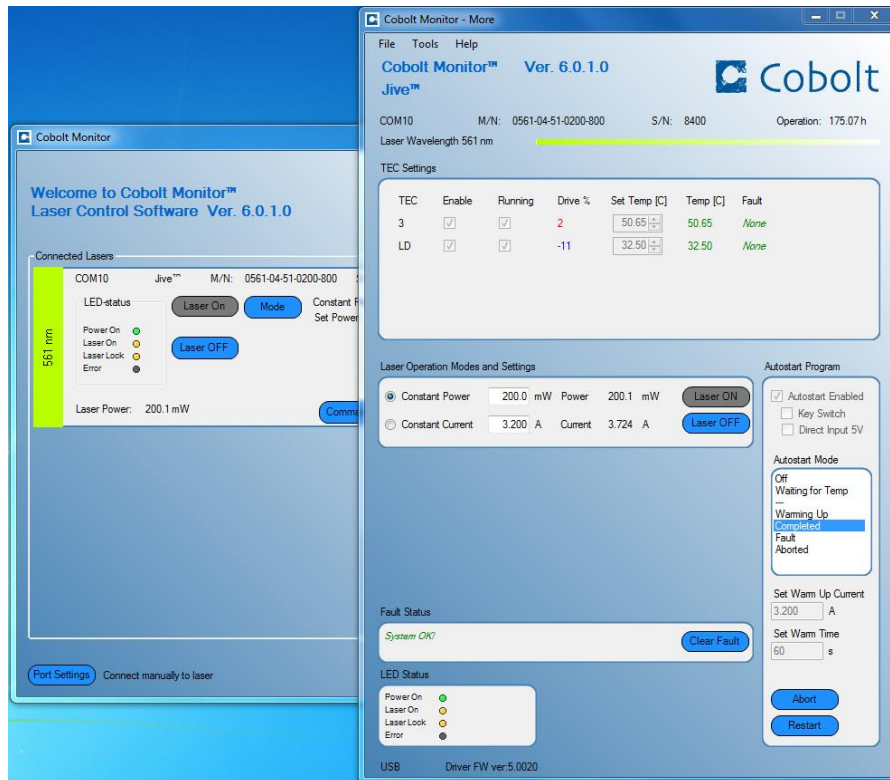 Cobolt Monitor
Welcome to Cobolt Monitor™
Laser Control Software Ver. 6.0.1.0
Connected Lasers
COM10 Jive™ M/N: 0561-04-51-0200-800
561 nm
LED-status
Power On
Laser On
Laser Look
Error
Laser On
Mode
Constant
Set Power
Laser OFF
Laser Power: 200.1 mW
Comma
Port Settings
Connect manually to laser
Cobolt Monitor - More
File Tools Help
Cobolt Monitor™ Ver. 6.0.1.0
Jive™
Cobolt
COM10 M/N: 0561-04-51-0200-800 S/N: 8400 Operation: 175.07 h
Laser Wavelength 561 nm
TEC Settings
TEC Enable Running Drive % Set Temp [C] Temp [C] Fault
3 2 50.65 50.65 None
LD -11 32.50 32.50 None
Laser Operation Modes and Settings
Constant Power 200.0 mW Power 200.1 mW Laser ON
Constant Current 3.200 A Current 3.724 A Laser OFF
Autostart Program
Autostart Enabled
Key Switch
Direct Input 5V
Autostart Mode
Off
Waiting for Temp
---
Warming Up
Completed
Fault
Aborted
Set Warm Up Current
3.200 A
Set Warm Time
60 s
Abort
Restart
Fault Status
System OK!
Clear Fault
LED Status
Power On
Laser On
Laser Look
Error
USB Driver FW ver:5.0020